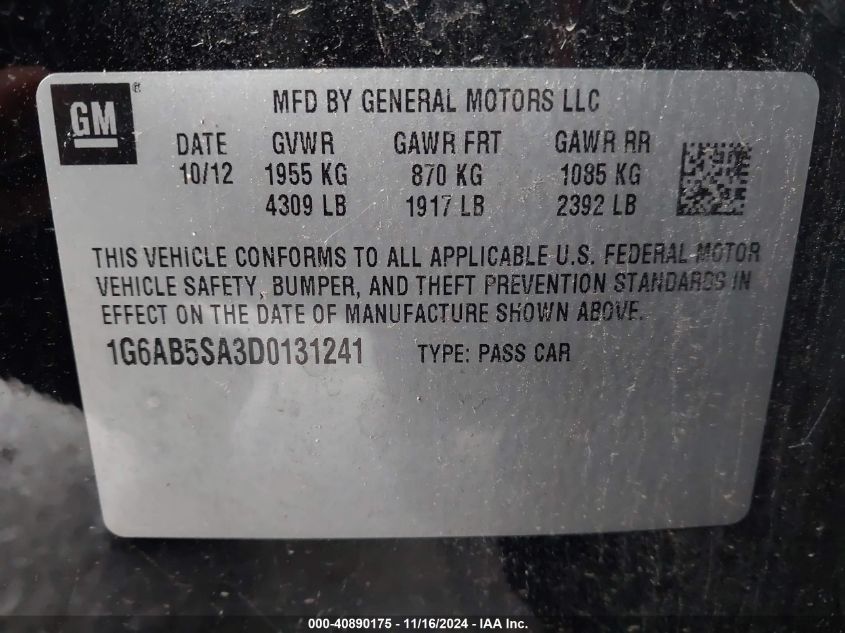 GM ®
MFD BY GENERAL MOTORS LLC
DATE GVWR GAWR FRT GAWR RR
10/12 1955 KG 870 KG 1085 KG
4309 LB 1917 LB 2392 LB
THIS VEHICLE CONFORMS TO ALL APPLICABLE U.S. FEDERAL MOTOR
VEHICLE SAFETY, BUMPER, AND THEFT PREVENTION STANDARDS IN
EFFECT ON THE DATE OF MANUFACTURE SHOWN ABOVE.
1G6AB5SA3D0131241 TYPE: PASS CAR
000-40890175 - 11/16/2024 - IAA Inc.